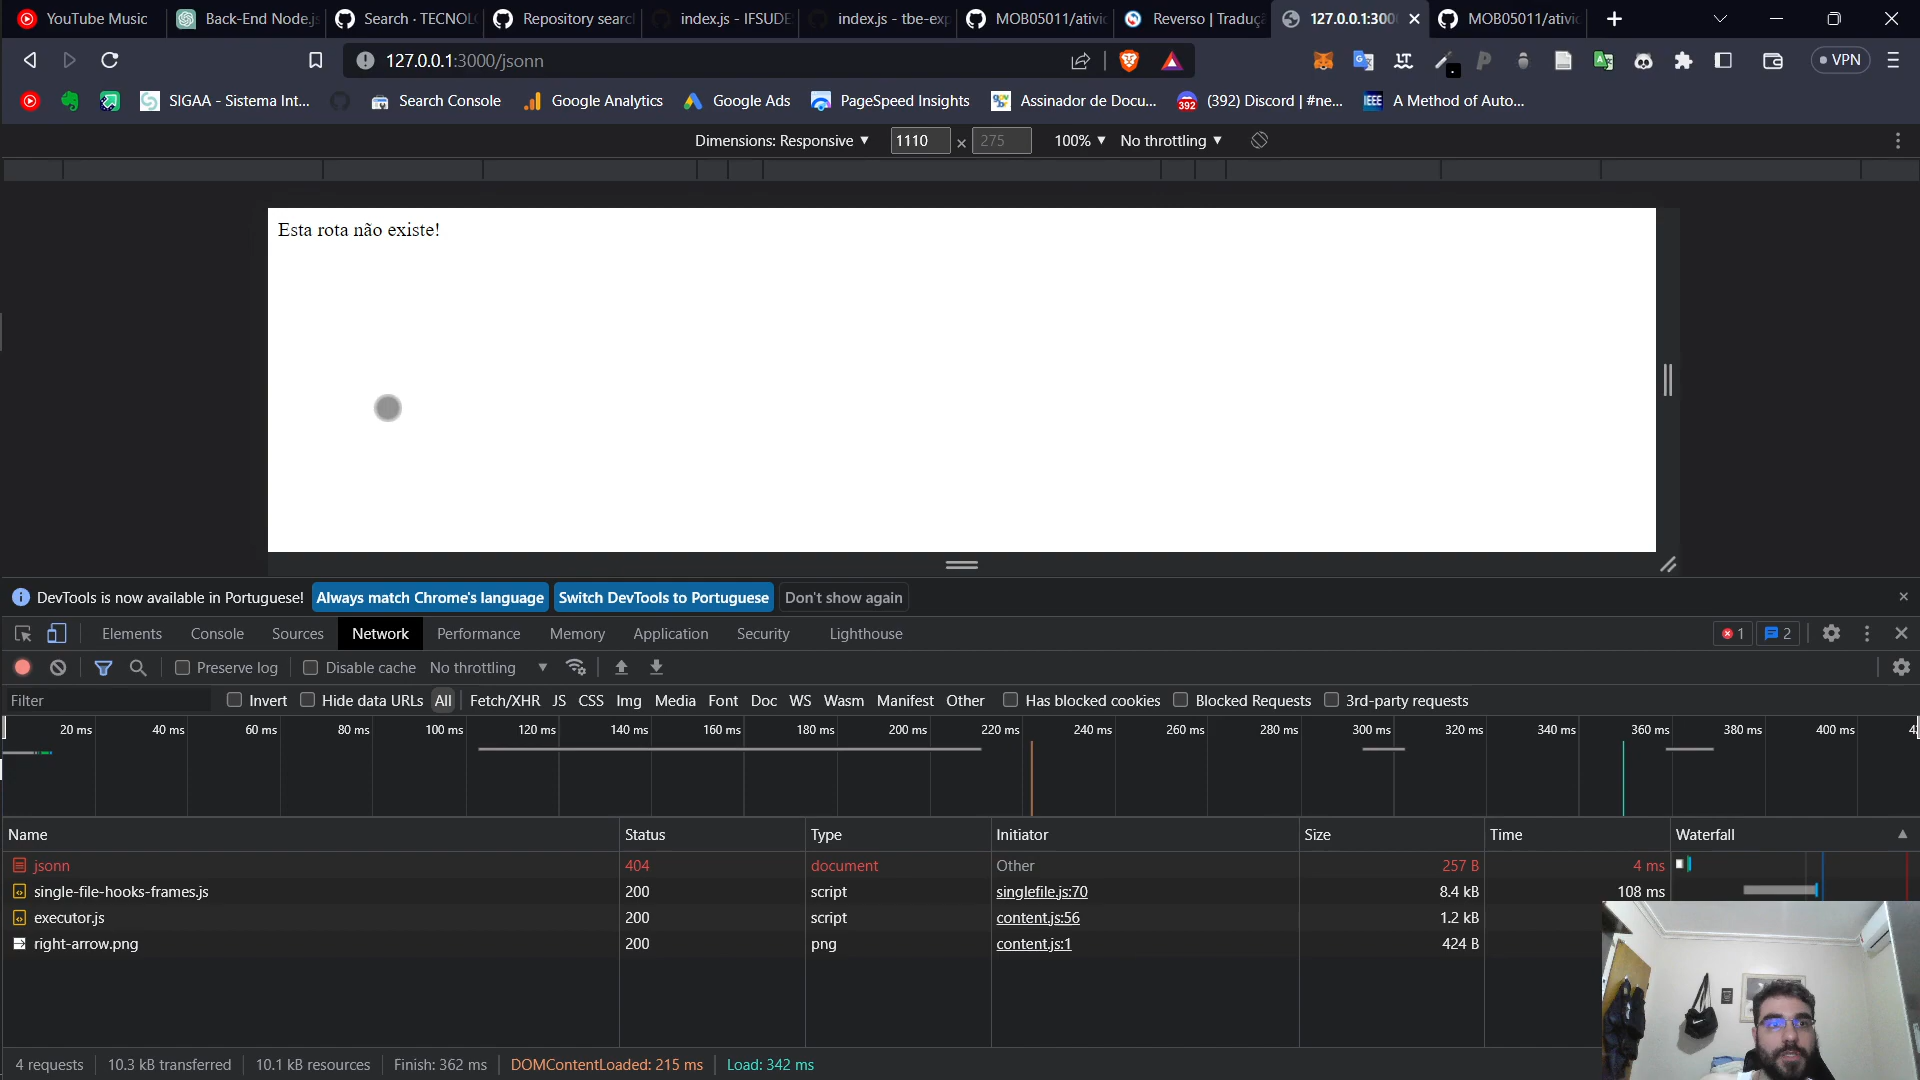 YouTube Music
Back-End Node.js
Search · TECNOLO
Repository search
index.js - IFSUDES
index.js - tbe-exp
MOB05011/ativid
Reverso | Tradução
127.0.0.1:3000
MOB05011/ativid
127.0.0.1:3000/jsonn
VPN
SIGAA - Sistema Int...
Search Console
Google Analytics
Google Ads
PageSpeed Insights
Assinador de Docu...
392
(392) Discord | #ne...
IEEE
A Method of Auto...
Dimensions: Responsive
1110
×
275
100%
No throttling
Esta rota não existe!
DevTools is now available in Portuguese!
Always match Chrome's language
Switch DevTools to Portuguese
Don't show again
Elements
Console
Sources
Network
Performance
Memory
Application
Security
Lighthouse
1
2
Preserve log
Disable cache
No throttling
Filter
Invert
Hide data URLs
All
Fetch/XHR
JS
CSS
Img
Media
Font
Doc
WS
Wasm
Manifest
Other
Has blocked cookies
Blocked Requests
3rd-party requests
20 ms
40 ms
60 ms
80 ms
100 ms
120 ms
140 ms
160 ms
180 ms
200 ms
220 ms
240 ms
260 ms
280 ms
300 ms
320 ms
340 ms
360 ms
380 ms
400 ms
Name
Status
Type
Initiator
Size
Time
Waterfall
jsonn
404
document
Other
257 B
4 ms
single-file-hooks-frames.js
200
script
singlefile.js:70
8.4 kB
108 ms
executor.js
200
script
content.js:56
1.2 kB
right-arrow.png
200
png
content.js:1
424 B
4 requests
10.3 kB transferred
10.1 kB resources
Finish: 362 ms
DOMContentLoaded: 215 ms
Load: 342 ms